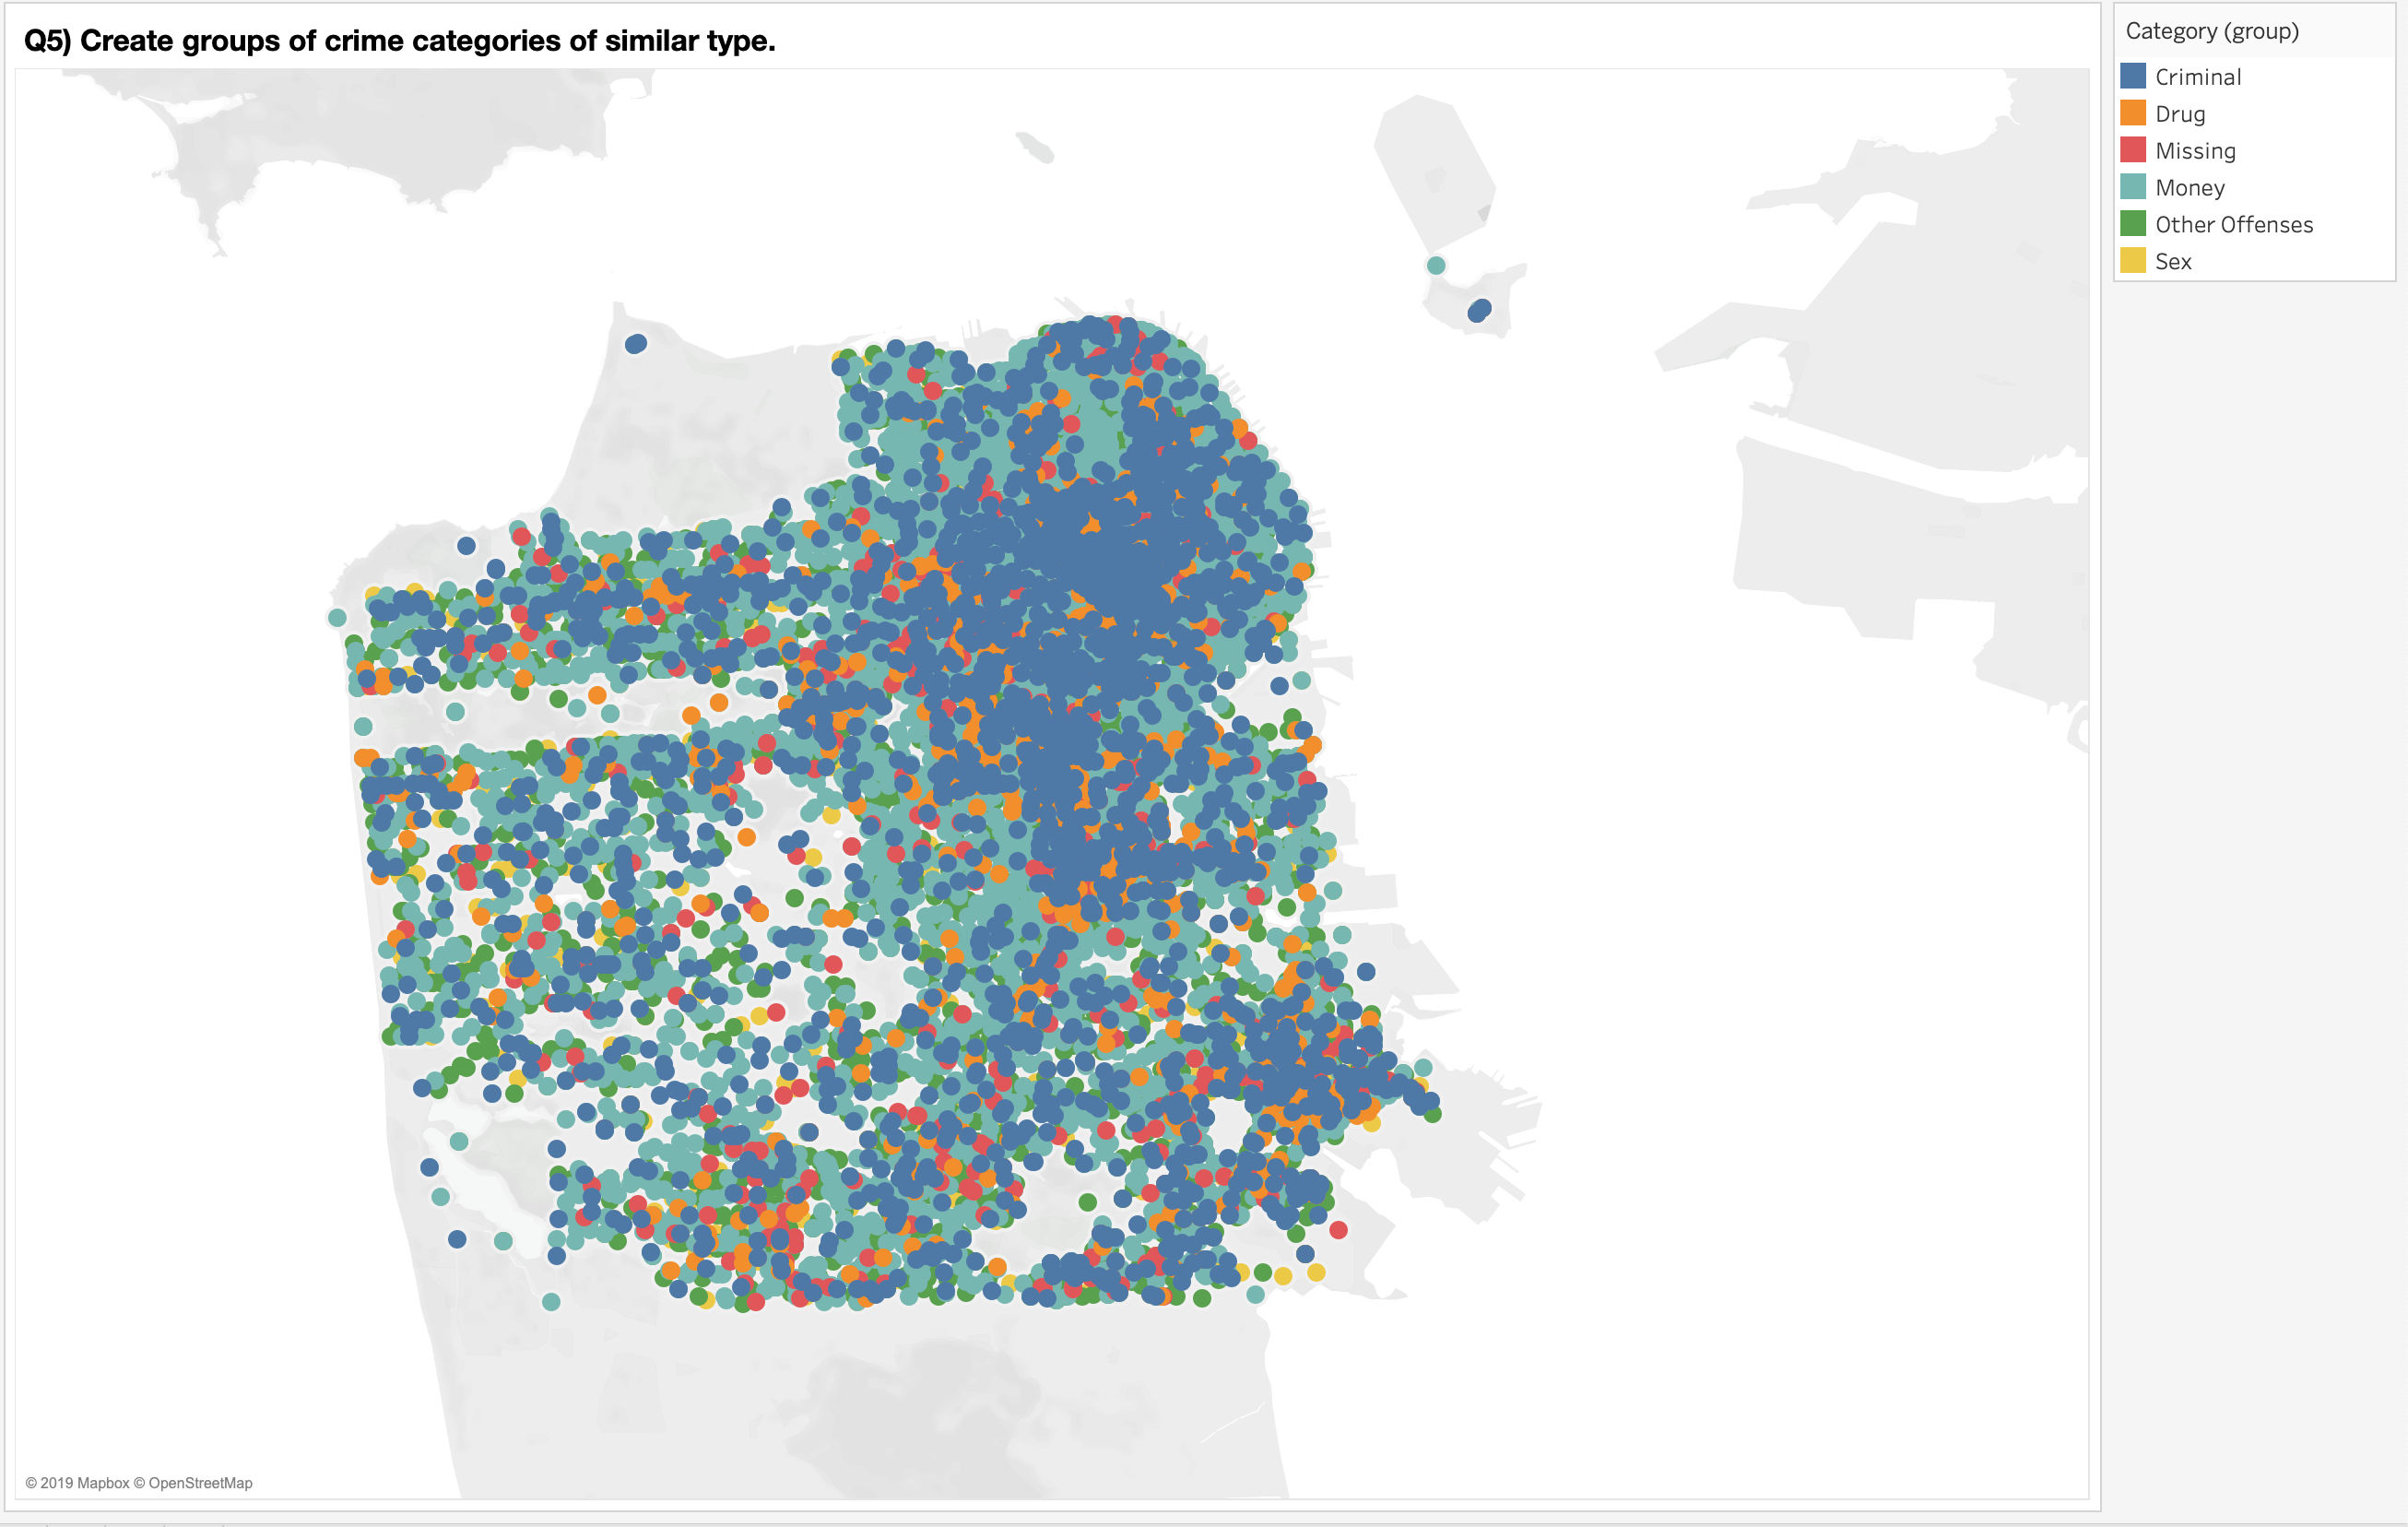 Q5) Create groups of crime categories of similar type.
Category (group)
Criminal
Drug
Missing
Money
Other Offenses
Sex
© 2019 Mapbox © OpenStreetMap